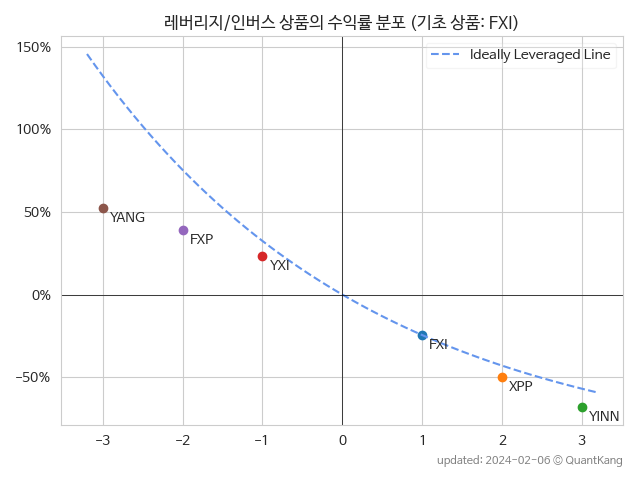 레버리지/인버스 상품의 수익률 분포 (기초 상품: FXI)
150%
100%
50%
0%
−50%
Ideally Leveraged Line
YANG
FXP
YXI
FXI
XPP
YINN
−3
−2
−1
0
1
2
3
updated: 2024-02-06 ⓒ QuantKang